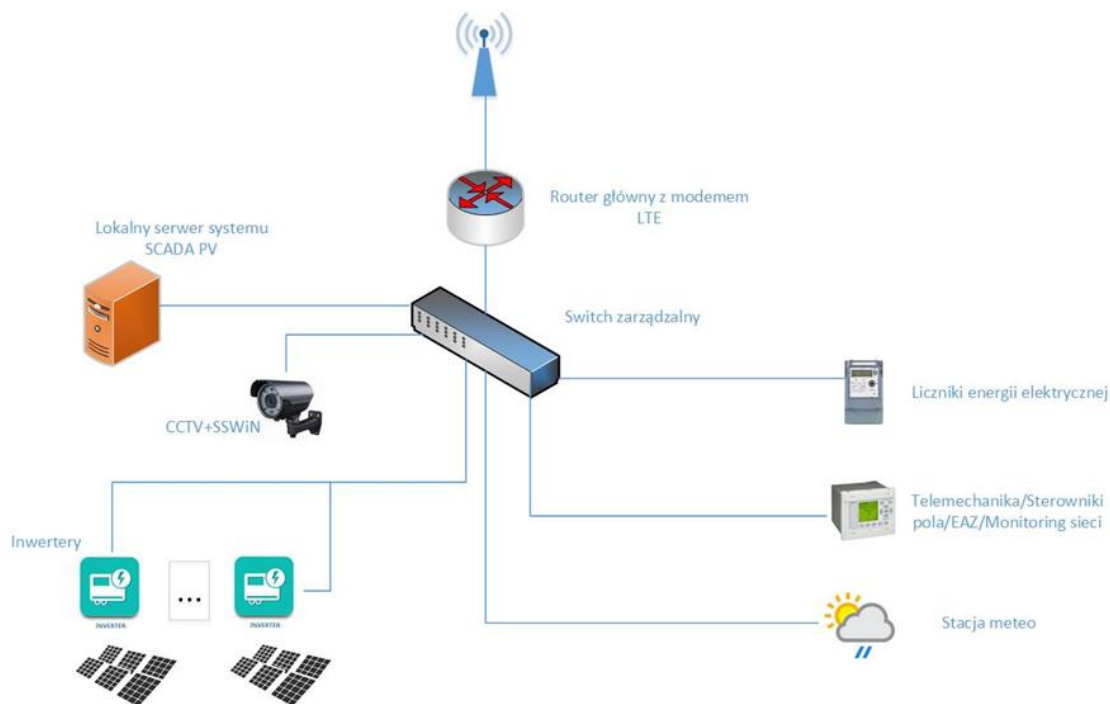 Router główny z modemem
LTE
Lokalny serwer systemu
SCADA PV
Switch zarządzalny
Liczniki energii elektrycznej
CCTV+SSWiN
Telemechanika/Sterowniki
pola/EAZ/Monitoring sieci
Inwertery
...
INVERTER
INVERTER
Stacja meteo